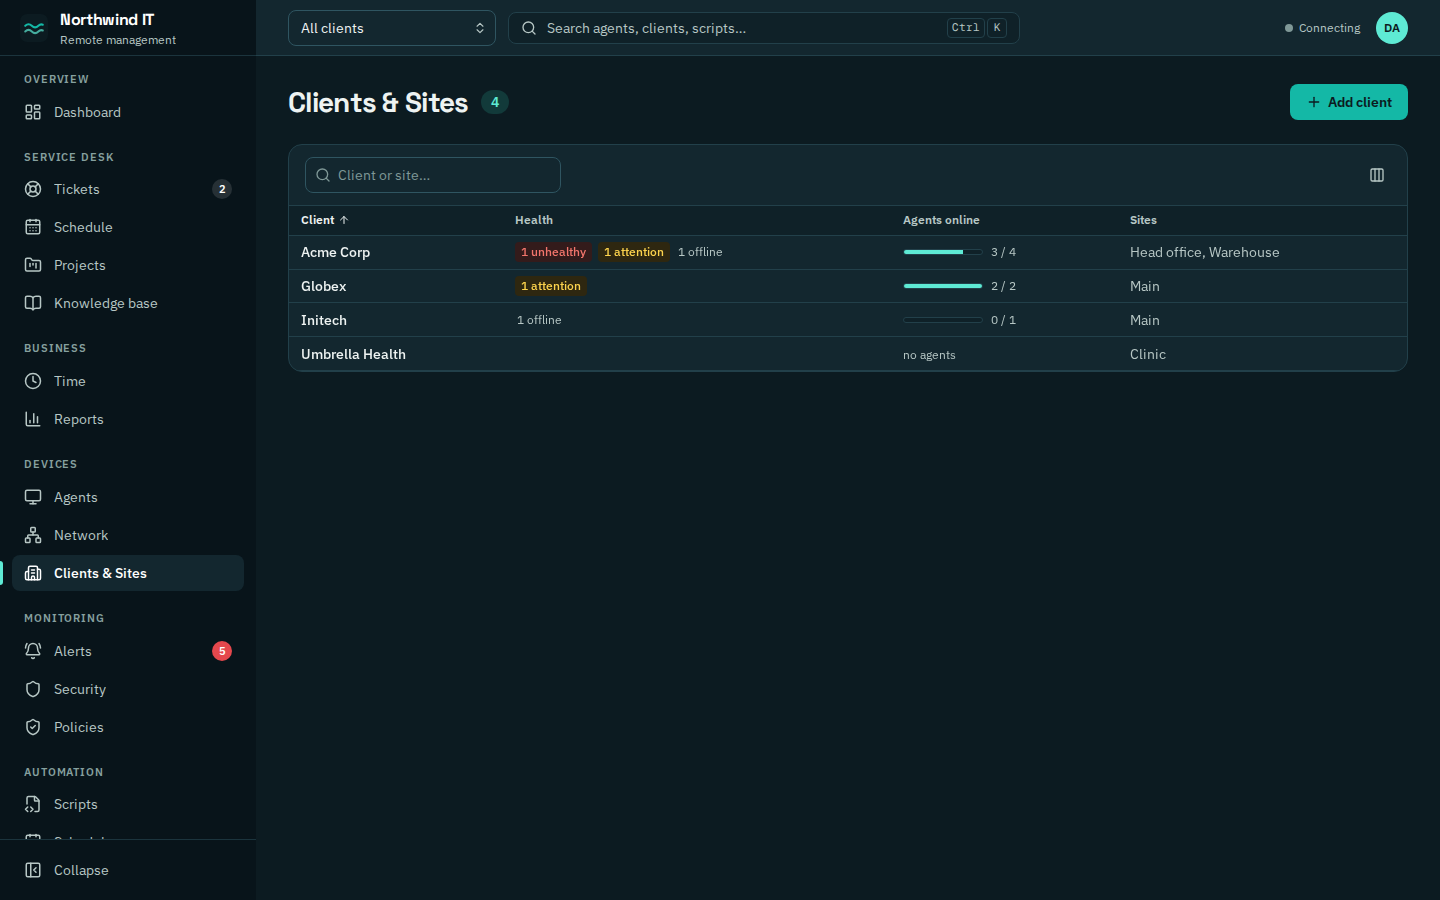 Northwind IT
Remote management
All clients
Search agents, clients, scripts...
Ctrl K
Connecting
DA
OVERVIEW
Dashboard
SERVICE DESK
Tickets 2
Schedule
Projects
Knowledge base
BUSINESS
Time
Reports
DEVICES
Agents
Network
Clients & Sites
MONITORING
Alerts 5
Security
Policies
AUTOMATION
Scripts
Collapse
Clients & Sites 4
Add client
Client or site...
Client Health Agents online Sites
Acme Corp 1 unhealthy 1 attention 1 offline 3 / 4 Head office, Warehouse
Globex 1 attention 2 / 2 Main
Initech 1 offline 0 / 1 Main
Umbrella Health no agents Clinic